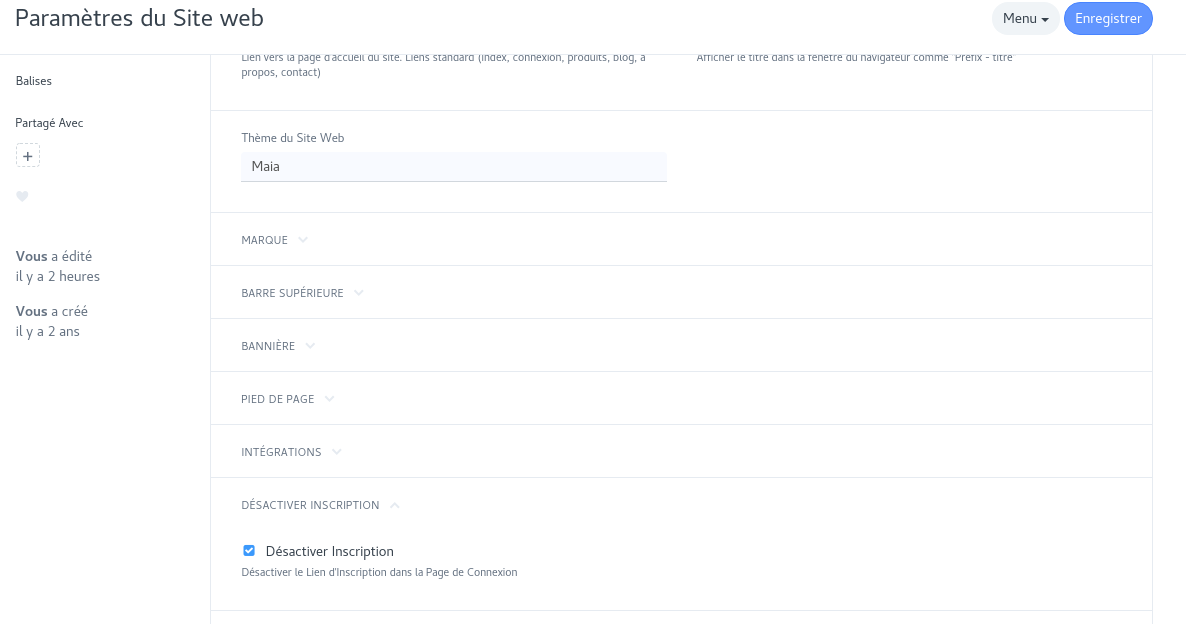 Paramètres du Site web
Menu
Enregistrer
Balises
Partagé Avec
+
Vous a édité
il y a 2 heures
Vous a créé
il y a 2 ans
Lien vers la page d'accueil du site. Liens standard (index, connexion, produits, blog, à
propos, contact)
Afficher le titre dans la fenêtre du navigateur comme "Préfix - titre"
Thème du Site Web
Maia
MARQUE
BARRE SUPÉRIEURE
BANNIÈRE
PIED DE PAGE
INTÉGRATIONS
DÉSACTIVER INSCRIPTION
Désactiver Inscription
Désactiver le Lien d'Inscription dans la Page de Connexion